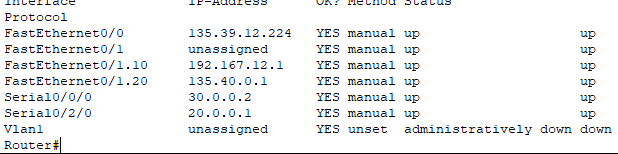 Interface IP-Address OK? Method Status
Protocol
FastEthernet0/0 135.39.12.224 YES manual up up
FastEthernet0/1 unassigned YES manual up up
FastEthernet0/1.10 192.167.12.1 YES manual up up
FastEthernet0/1.20 135.40.0.1 YES manual up up
Serial0/0/0 30.0.0.2 YES manual up up
Serial0/2/0 20.0.0.1 YES manual up up
Vlan1 unassigned YES unset administratively down down
Router#